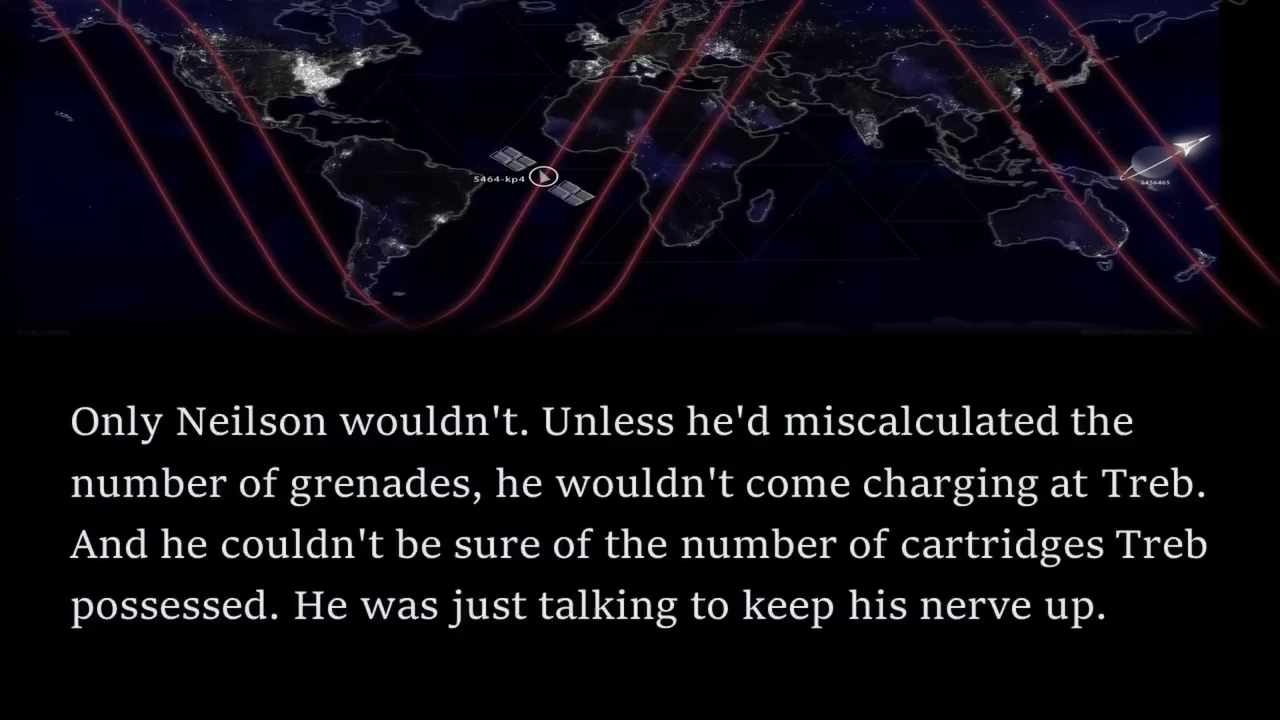 S464-kp4
Only Neilson wouldn't. Unless he'd miscalculated the
number of grenades, he wouldn't come charging at Treb.
And he couldn't be sure of the number of cartridges Treb
possessed. He was just talking to keep his nerve up.